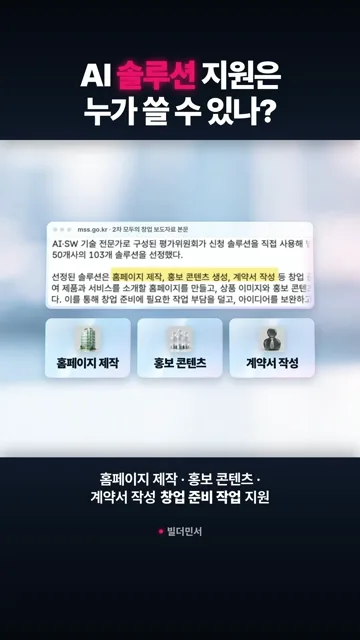 AI 솔루션 지원은
누가 쓸 수 있나?
mss.go.kr · 2차 모두의 창업 보도자료 본문
AI·SW 기술 전문가로 구성된 평가위원회가 신청 솔루션을 직접 사용해
50개사의 103개 솔루션을 선정했다.
선정된 솔루션은 홈페이지 제작, 홍보 콘텐츠 생성, 계약서 작성 등 창업
여 제품과 서비스를 소개할 홈페이지를 만들고, 상품 이미지와 홍보 콘텐츠
다. 이를 통해 창업 준비에 필요한 작업 부담을 덜고, 아이디어를 보완하고
홈페이지 제작
홍보 콘텐츠
계약서 작성
홈페이지 제작 · 홍보 콘텐츠 ·
계약서 작성 창업 준비 작업 지원
빌더민서